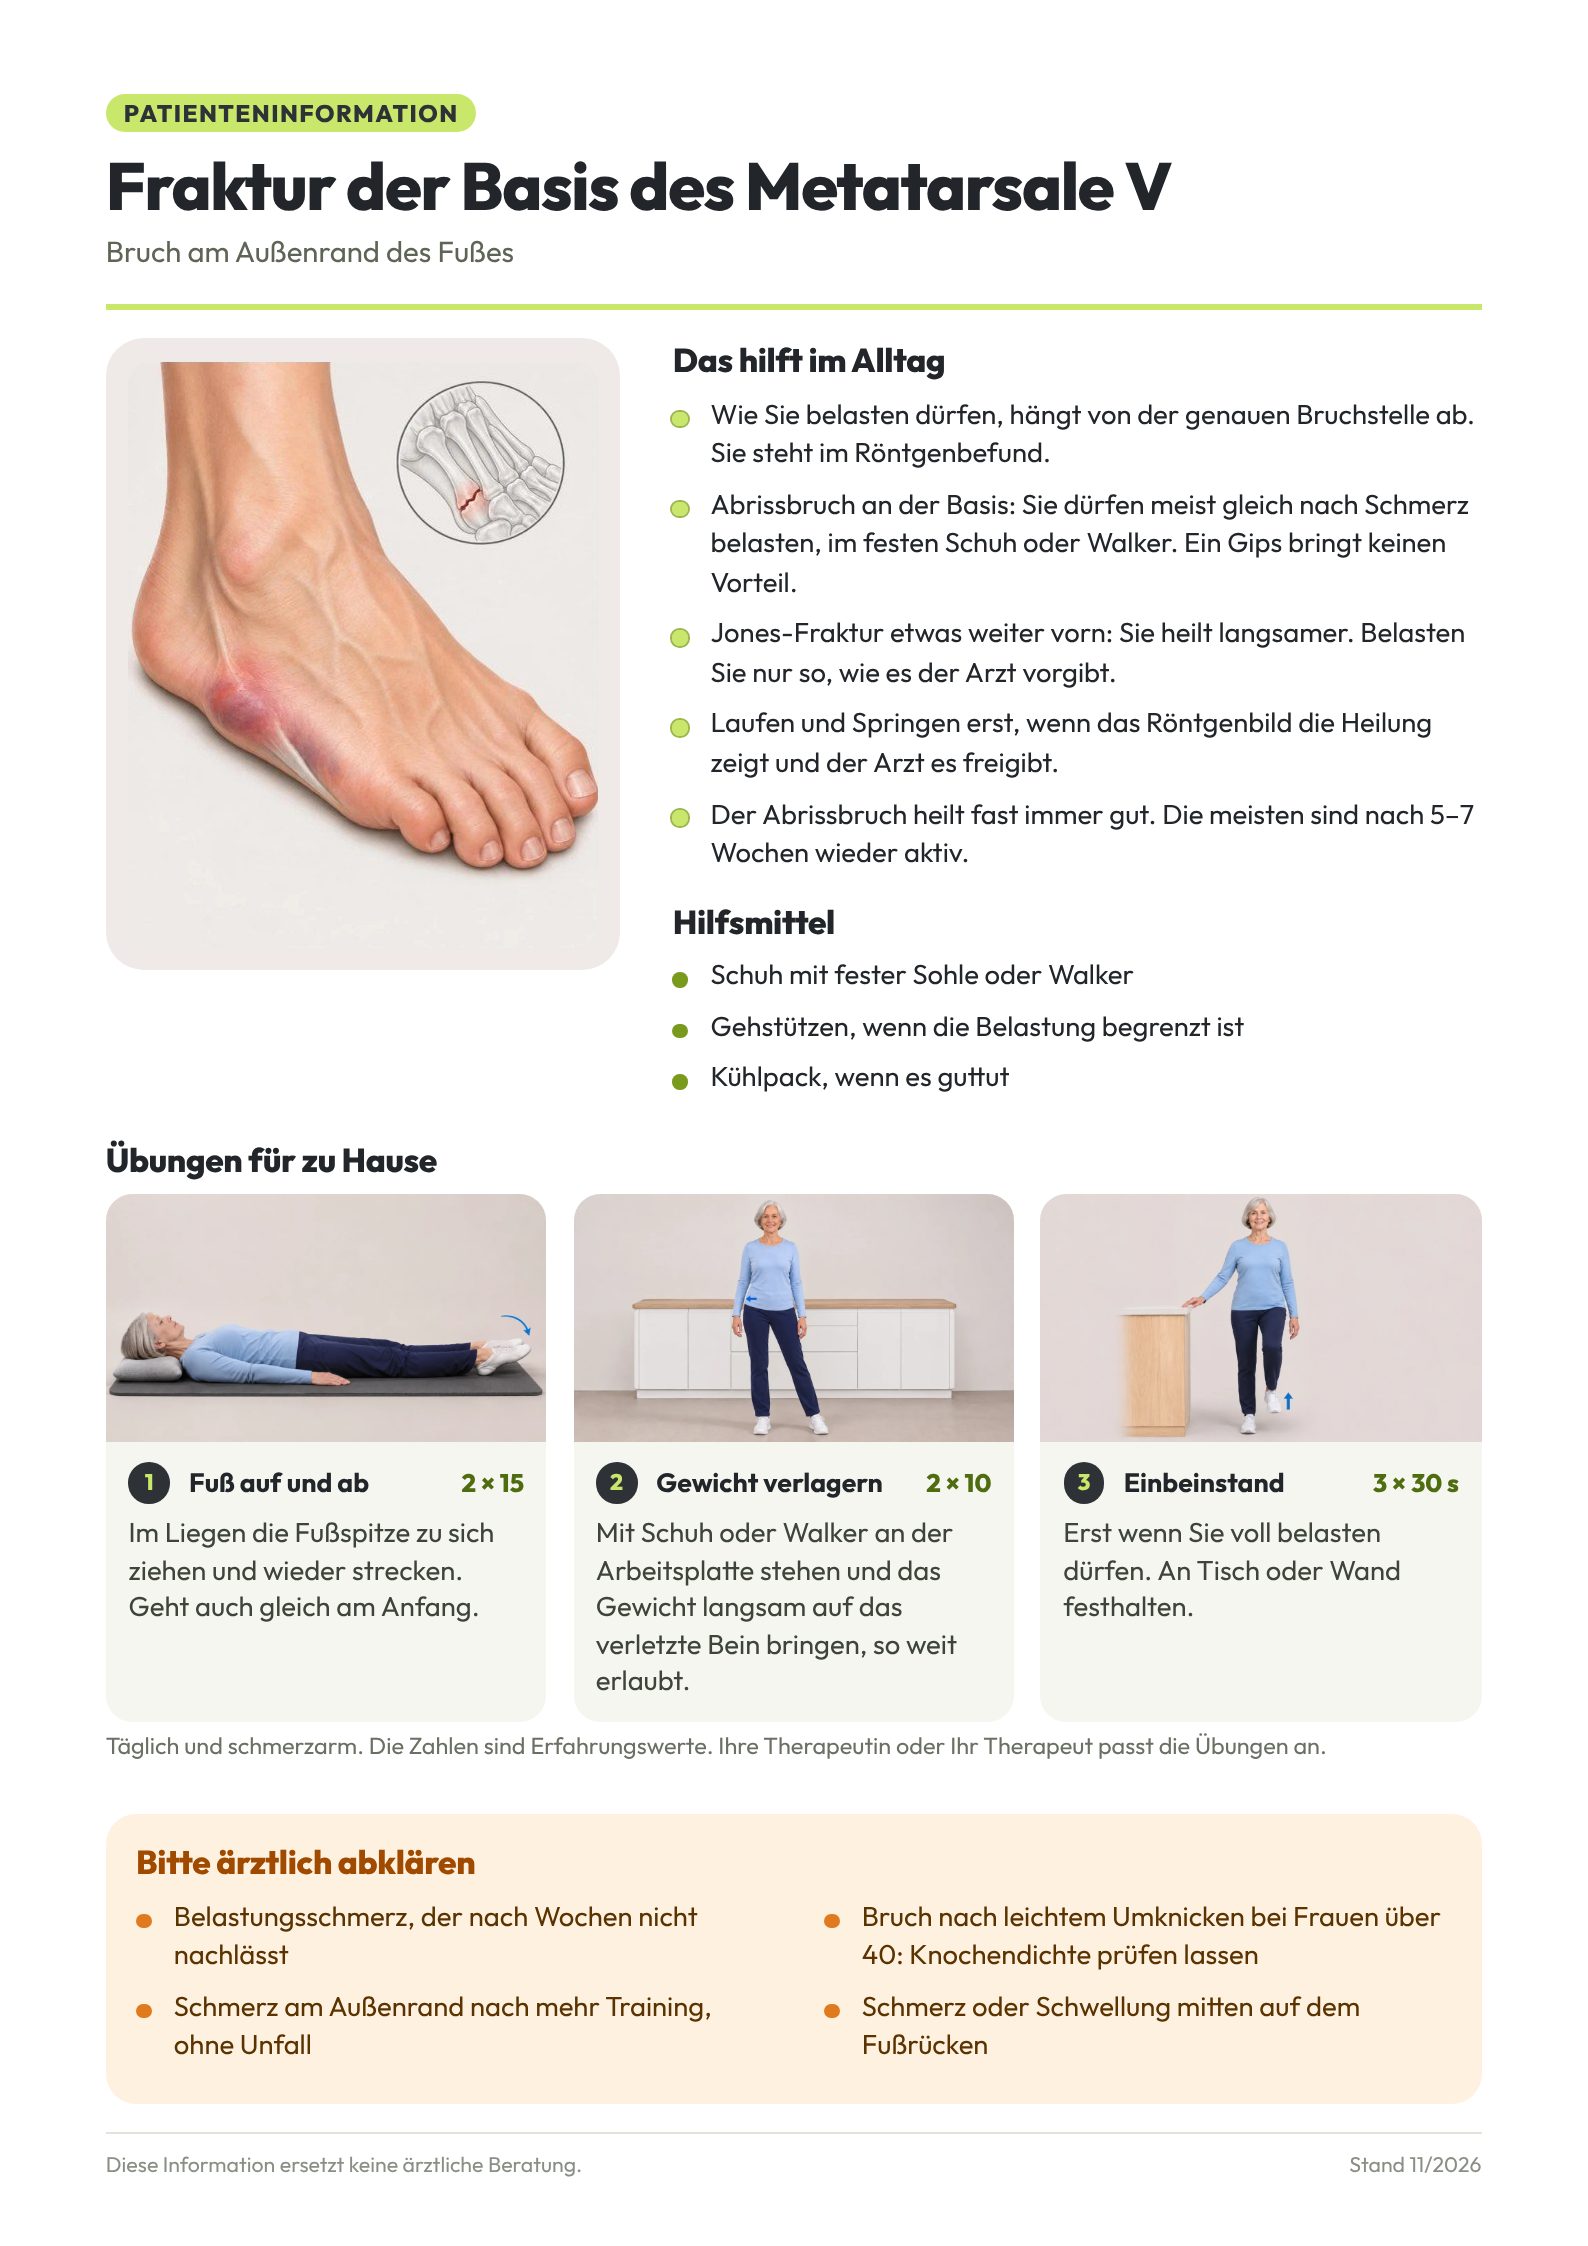 PATIENTENINFORMATION
Fraktur der Basis des Metatarsale V
Bruch am Außenrand des Fußes
Das hilft im Alltag
Wie Sie belasten dürfen, hängt von der genauen Bruchstelle ab.
Sie steht im Röntgenbefund.
Abrissbruch an der Basis: Sie dürfen meist gleich nach Schmerz
belasten, im festen Schuh oder Walker. Ein Gips bringt keinen
Vorteil.
Jones-Fraktur etwas weiter vorn: Sie heilt langsamer. Belasten
Sie nur so, wie es der Arzt vorgibt.
Laufen und Springen erst, wenn das Röntgenbild die Heilung
zeigt und der Arzt es freigibt.
Der Abrissbruch heilt fast immer gut. Die meisten sind nach 5–7
Wochen wieder aktiv.
Hilfsmittel
Schuh mit fester Sohle oder Walker
Gehstützen, wenn die Belastung begrenzt ist
Kühlpack, wenn es guttut
Übungen für zu Hause
1 Fuß auf und ab 2 × 15
Im Liegen die Fußspitze zu sich
ziehen und wieder strecken.
Geht auch gleich am Anfang.
2 Gewicht verlagern 2 × 10
Mit Schuh oder Walker an der
Arbeitsplatte stehen und das
Gewicht langsam auf das
verletzte Bein bringen, so weit
erlaubt.
3 Einbeinstand 3 × 30 s
Erst wenn Sie voll belasten
dürfen. An Tisch oder Wand
festhalten.
Täglich und schmerzarm. Die Zahlen sind Erfahrungswerte. Ihre Therapeutin oder Ihr Therapeut passt die Übungen an.
Bitte ärztlich abklären
Belastungsschmerz, der nach Wochen nicht
nachlässt
Schmerz am Außenrand nach mehr Training,
ohne Unfall
Bruch nach leichtem Umknicken bei Frauen über
40: Knochendichte prüfen lassen
Schmerz oder Schwellung mitten auf dem
Fußrücken
Diese Information ersetzt keine ärztliche Beratung.
Stand 11/2026